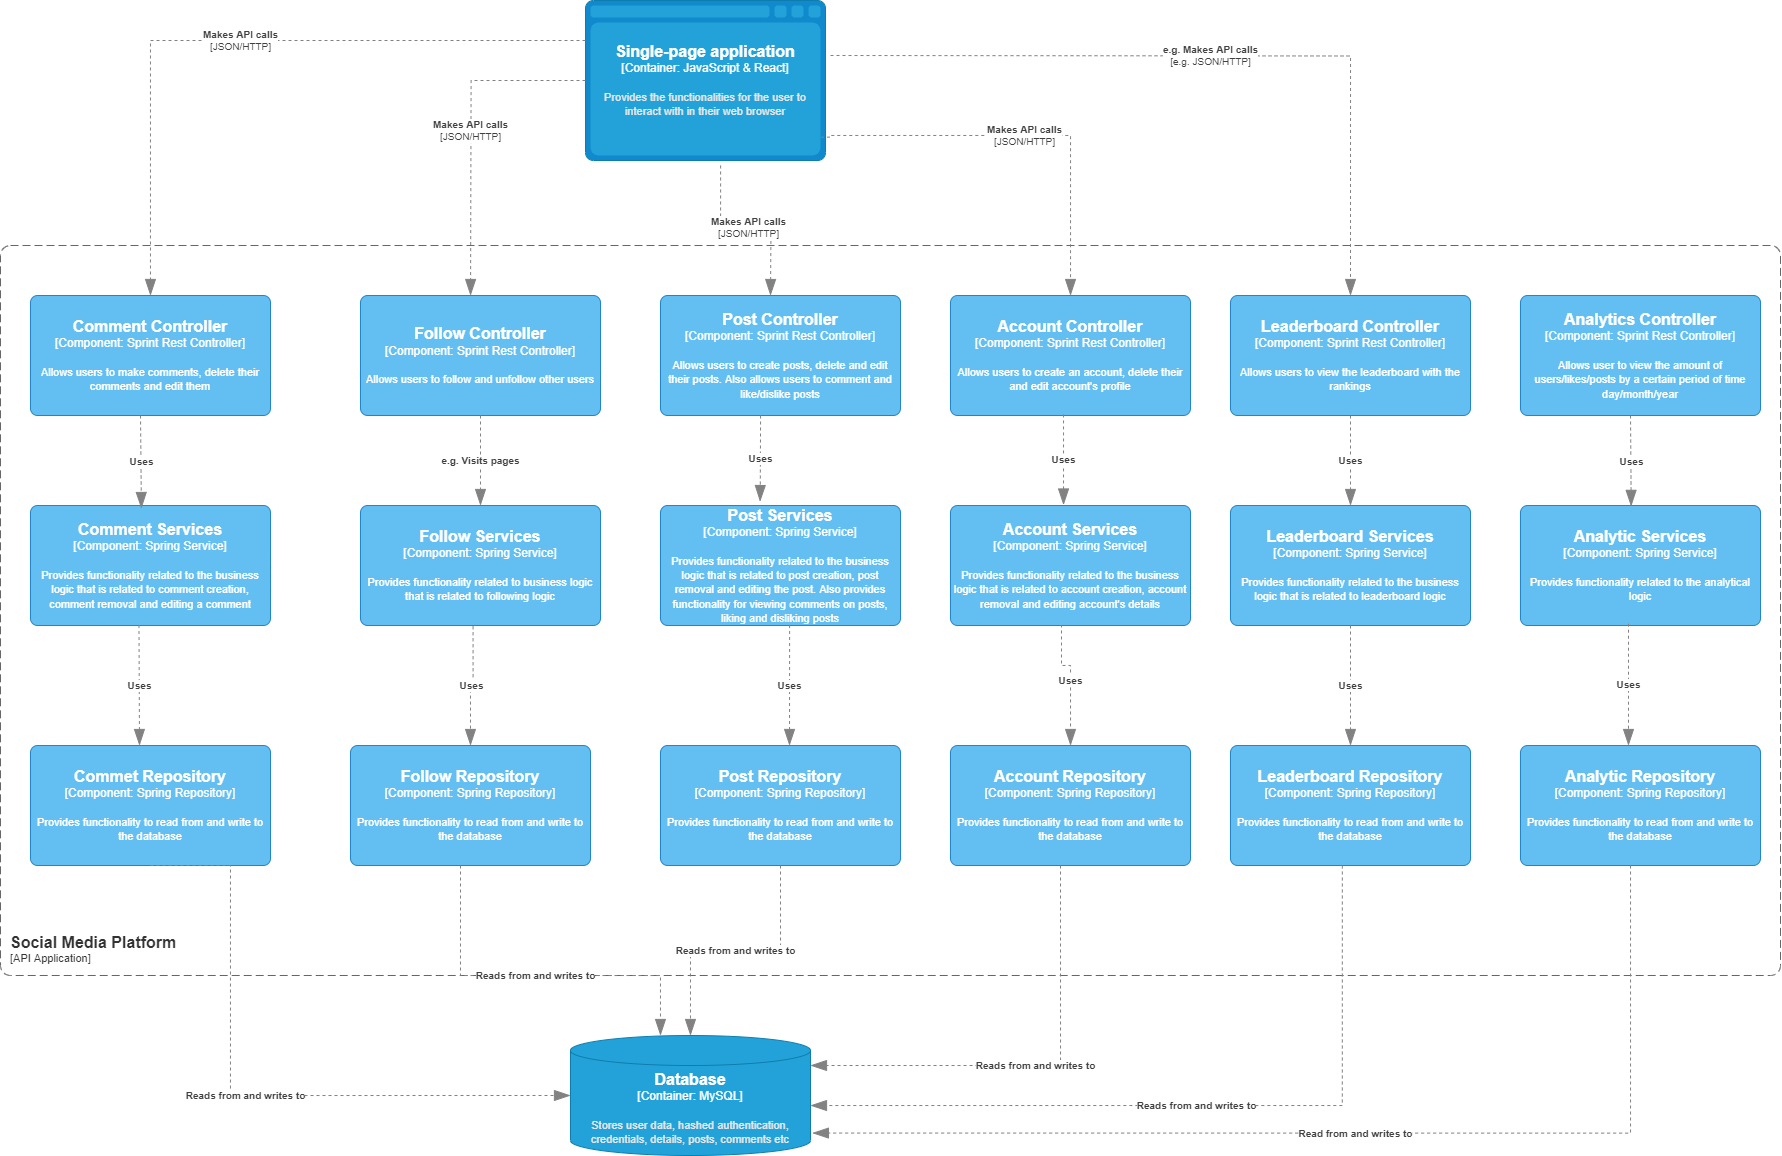 Single-page application
[Container: JavaScript & React]
Provides the functionalities for the user to
interact with in their web browser
Makes API calls
[JSON/HTTP]
Makes API calls
[JSON/HTTP]
Makes API calls
[JSON/HTTP]
Makes API calls
[JSON/HTTP]
e.g. Makes API calls
[e.g. JSON/HTTP]
Comment Controller
[Component: Sprint Rest Controller]
Allows users to make comments, delete their
comments and edit them
Follow Controller
[Component: Sprint Rest Controller]
Allows users to follow and unfollow other users
Post Controller
[Component: Sprint Rest Controller]
Allows users to create posts, delete and edit
their posts. Also allows users to comment and
like/dislike posts
Account Controller
[Component: Sprint Rest Controller]
Allows users to create an account, delete their
and edit account's profile
Leaderboard Controller
[Component: Sprint Rest Controller]
Allows users to view the leaderboard with the
rankings
Analytics Controller
[Component: Sprint Rest Controller]
Allows user to view the amount of
users/likes/posts by a certain period of time
day/month/year
Uses
e.g. Visits pages
Uses
Uses
Uses
Uses
Comment Services
[Component: Spring Service]
Provides functionality related to the business
logic that is related to comment creation,
comment removal and editing a comment
Follow Services
[Component: Spring Service]
Provides functionality related to business logic
that is related to following logic
Post Services
[Component: Spring Service]
Provides functionality related to the business
logic that is related to post creation, post
removal and editing the post. Also provides
functionality for viewing comments on posts,
liking and disliking posts
Account Services
[Component: Spring Service]
Provides functionality related to the business
logic that is related to account creation, account
removal and editing account's details
Leaderboard Services
[Component: Spring Service]
Provides functionality related to the business
logic that is related to leaderboard logic
Analytic Services
[Component: Spring Service]
Provides functionality related to the analytical
logic
Uses
Uses
Uses
Uses
Uses
Uses
Commet Repository
[Component: Spring Repository]
Provides functionality to read from and write to
the database
Follow Repository
[Component: Spring Repository]
Provides functionality to read from and write to
the database
Post Repository
[Component: Spring Repository]
Provides functionality to read from and write to
the database
Account Repository
[Component: Spring Repository]
Provides functionality to read from and write to
the database
Leaderboard Repository
[Component: Spring Repository]
Provides functionality to read from and write to
the database
Analytic Repository
[Component: Spring Repository]
Provides functionality to read from and write to
the database
Social Media Platform
[API Application]
Reads from and writes to
Reads from and writes to
Reads from and writes to
Reads from and writes to
Reads from and writes to
Read from and writes to
Database
[Container: MySQL]
Stores user data, hashed authentication,
credentials, details, posts, comments etc